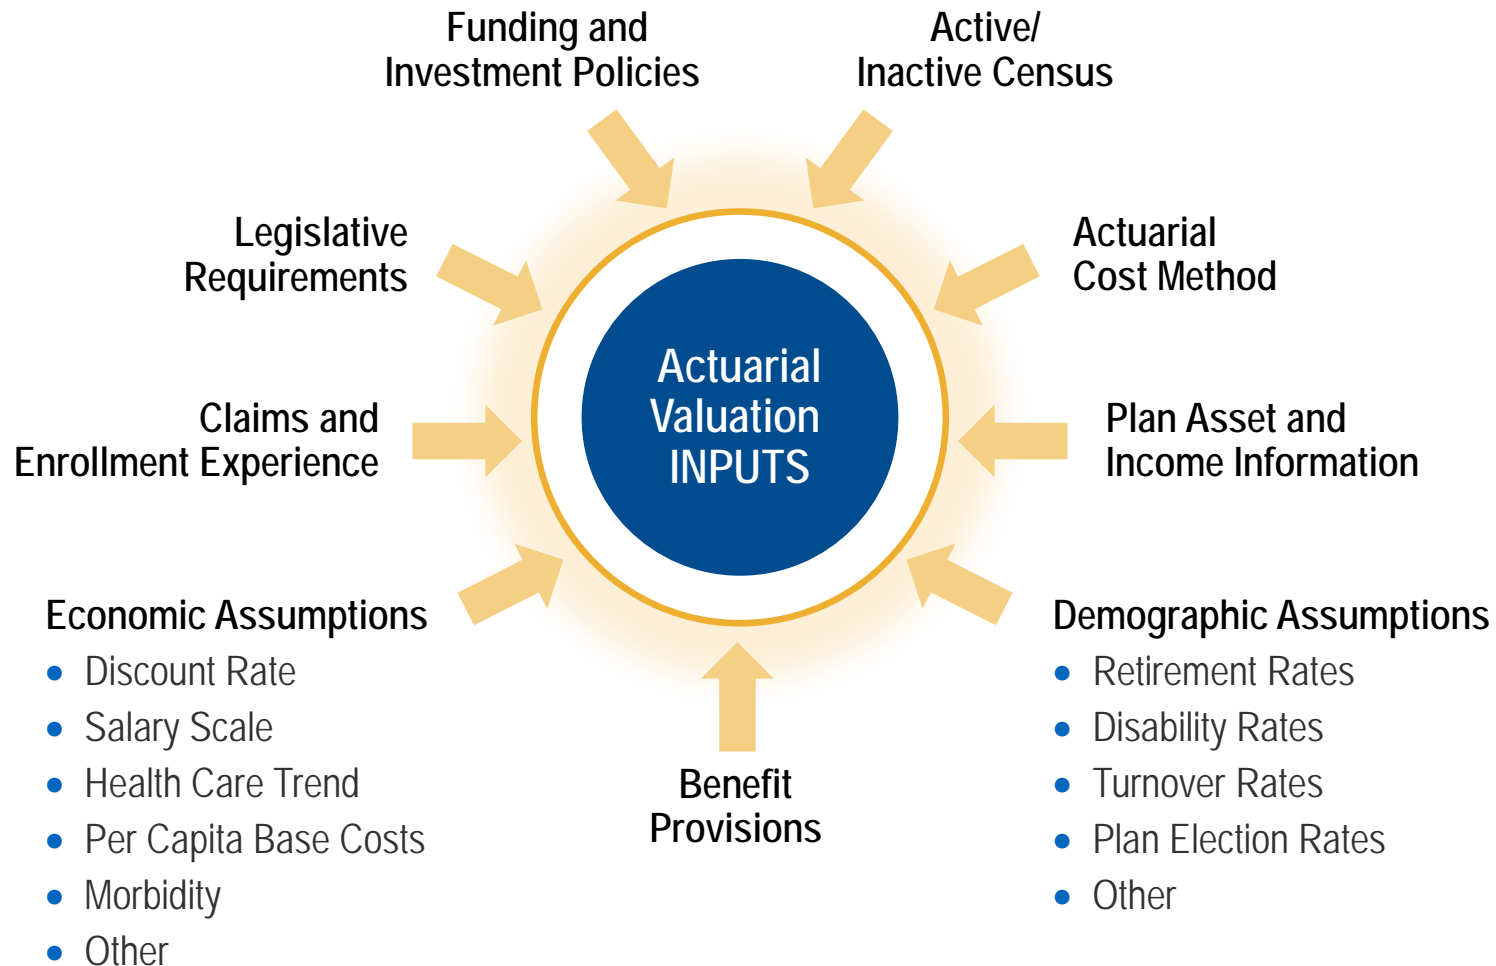 Funding and
Investment Policies
Active/
Inactive Census
Legislative
Requirements
Actuarial
Cost Method
Claims and
Enrollment Experience
Actuarial
Valuation
INPUTS
Plan Asset and
Income Information
Economic Assumptions
• Discount Rate
• Salary Scale
• Health Care Trend
• Per Capita Base Costs
• Morbidity
• Other
Benefit
Provisions
Demographic Assumptions
• Retirement Rates
• Disability Rates
• Turnover Rates
• Plan Election Rates
• Other